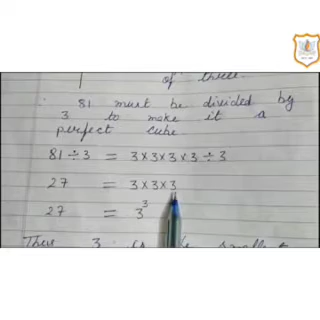 of three.
∴ 81 must be divided by
3 to make it a
perfect cube.
81 ÷ 3 = 3×3×3×3 ÷ 3
27 = 3×3×3
27 = 3³
3 smallest